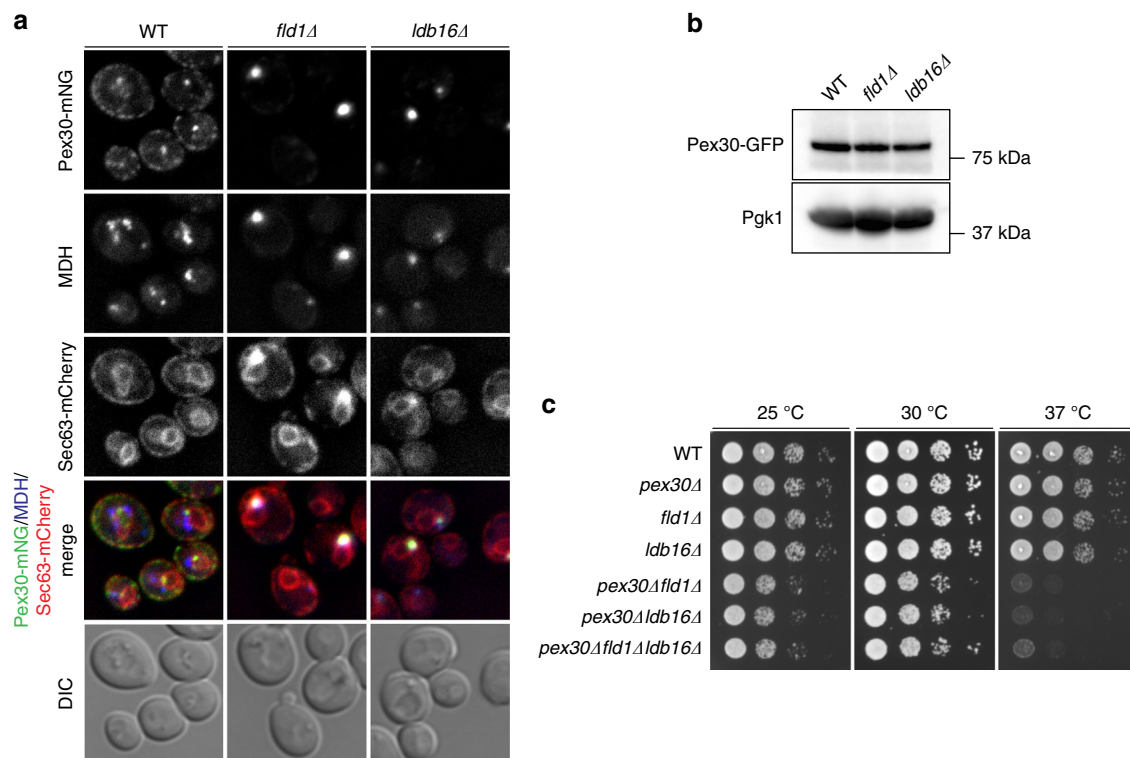 a
WT
fld1Δ
ldb16Δ
Pex30-mNG
MDH
Sec63-mCherry
Pex30-mNG/MDH/
Sec63-mCherry
merge
DIC
b
WT
fld1Δ
ldb16Δ
Pex30-GFP
75 kDa
Pgk1
37 kDa
c
25 °C
30 °C
37 °C
WT
pex30Δ
fld1Δ
ldb16Δ
pex30Δfld1Δ
pex30Δldb16Δ
pex30Δfld1Δldb16Δ